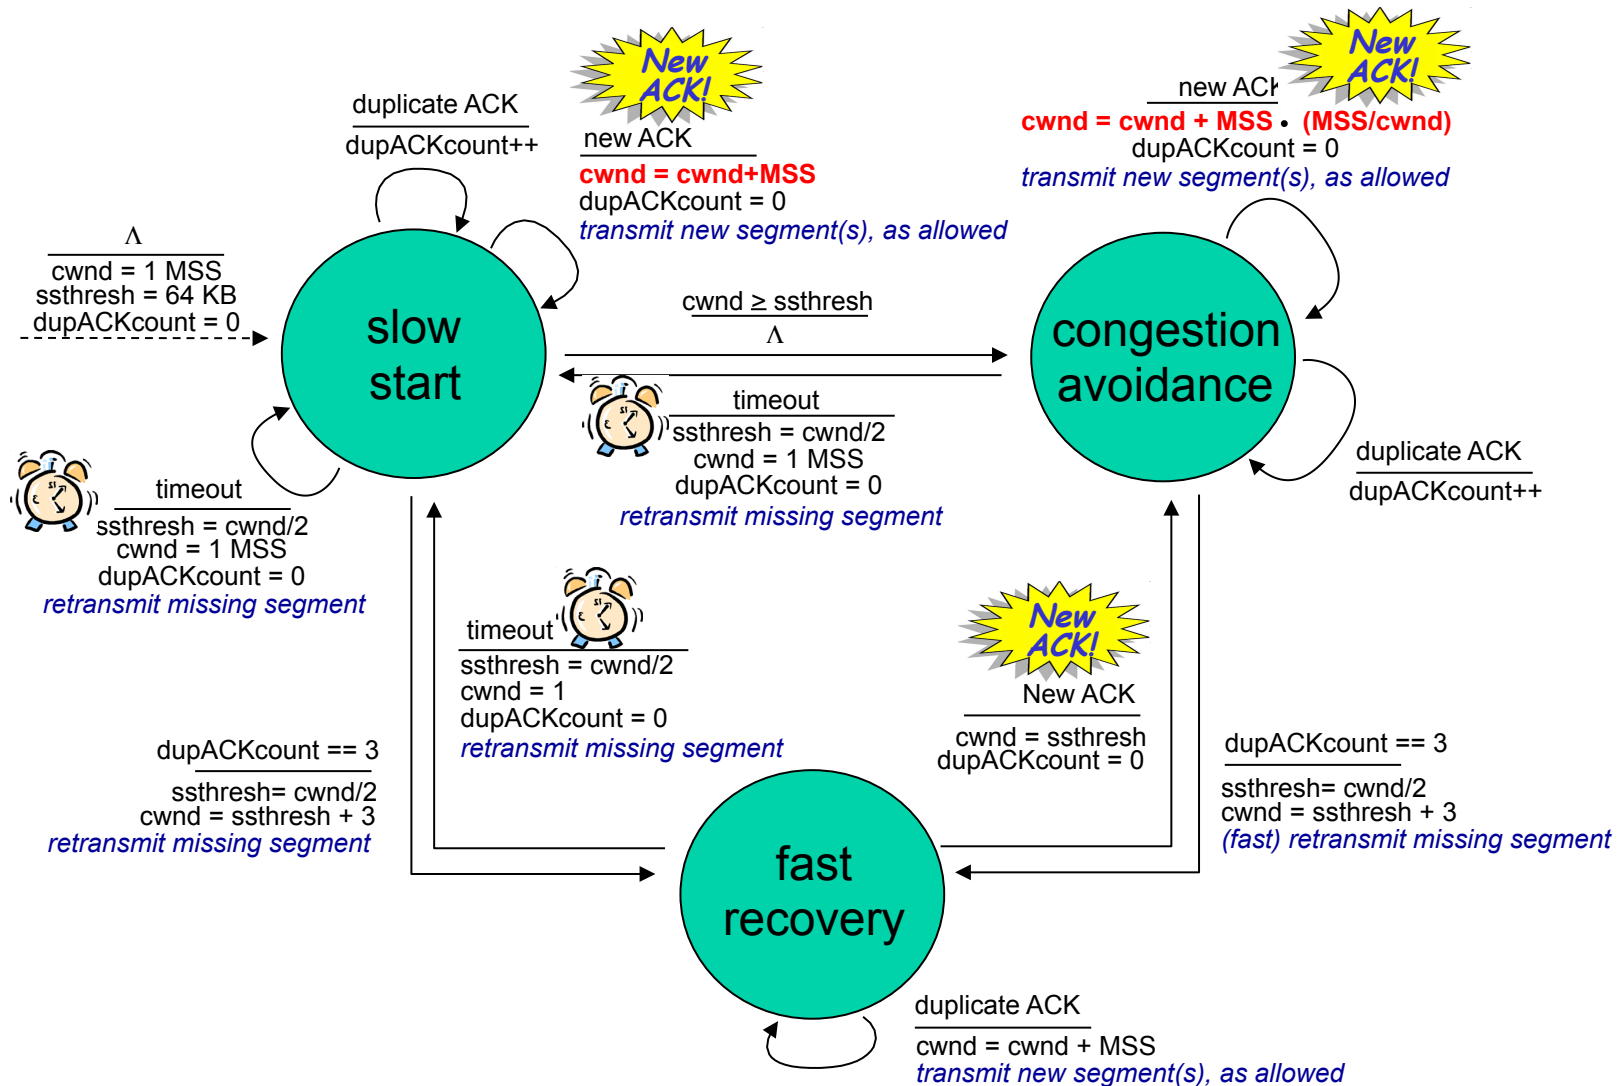 New
ACK!
duplicate ACK
dupACKcount++
new ACK
cwnd = cwnd+MSS
dupACKcount = 0
transmit new segment(s), as allowed
New
ACK!
new ACK
cwnd = cwnd + MSS • (MSS/cwnd)
dupACKcount = 0
transmit new segment(s), as allowed
Λ
cwnd = 1 MSS
ssthresh = 64 KB
dupACKcount = 0
slow
start
cwnd ≥ ssthresh
Λ
congestion
avoidance
timeout
ssthresh = cwnd/2
cwnd = 1 MSS
dupACKcount = 0
retransmit missing segment
timeout
ssthresh = cwnd/2
cwnd = 1 MSS
dupACKcount = 0
retransmit missing segment
duplicate ACK
dupACKcount++
timeout
ssthresh = cwnd/2
cwnd = 1
dupACKcount = 0
retransmit missing segment
New
ACK!
New ACK
cwnd = ssthresh
dupACKcount = 0
dupACKcount == 3
ssthresh= cwnd/2
cwnd = ssthresh + 3
retransmit missing segment
dupACKcount == 3
ssthresh= cwnd/2
cwnd = ssthresh + 3
(fast) retransmit missing segment
fast
recovery
duplicate ACK
cwnd = cwnd + MSS
transmit new segment(s), as allowed